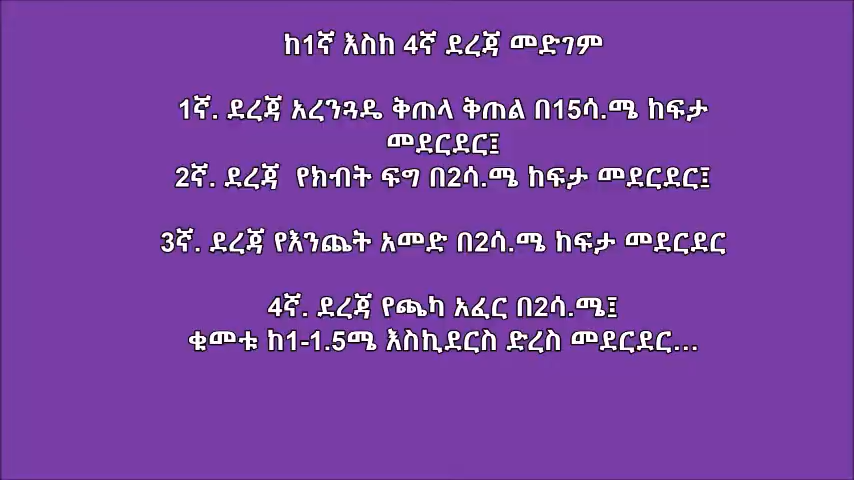 ከ1ኛ እስከ 4ኛ ደረጃ መድገም
1ኛ. ደረጃ አረንጓዴ ቅጠላ ቅጠል በ15ሳ.ሜ ከፍታ
መደርደር፤
2ኛ. ደረጃ የክብት ፍግ በ2ሳ.ሜ ከፍታ መደርደር፤
3ኛ. ደረጃ የእንጨት አመድ በ2ሳ.ሜ ከፍታ መደርደር
4ኛ. ደረጃ የጫካ አፈር በ2ሳ.ሜ፤
ቁመቱ ከ1-1.5ሜ እስኪደርስ ድረስ መደርደር...